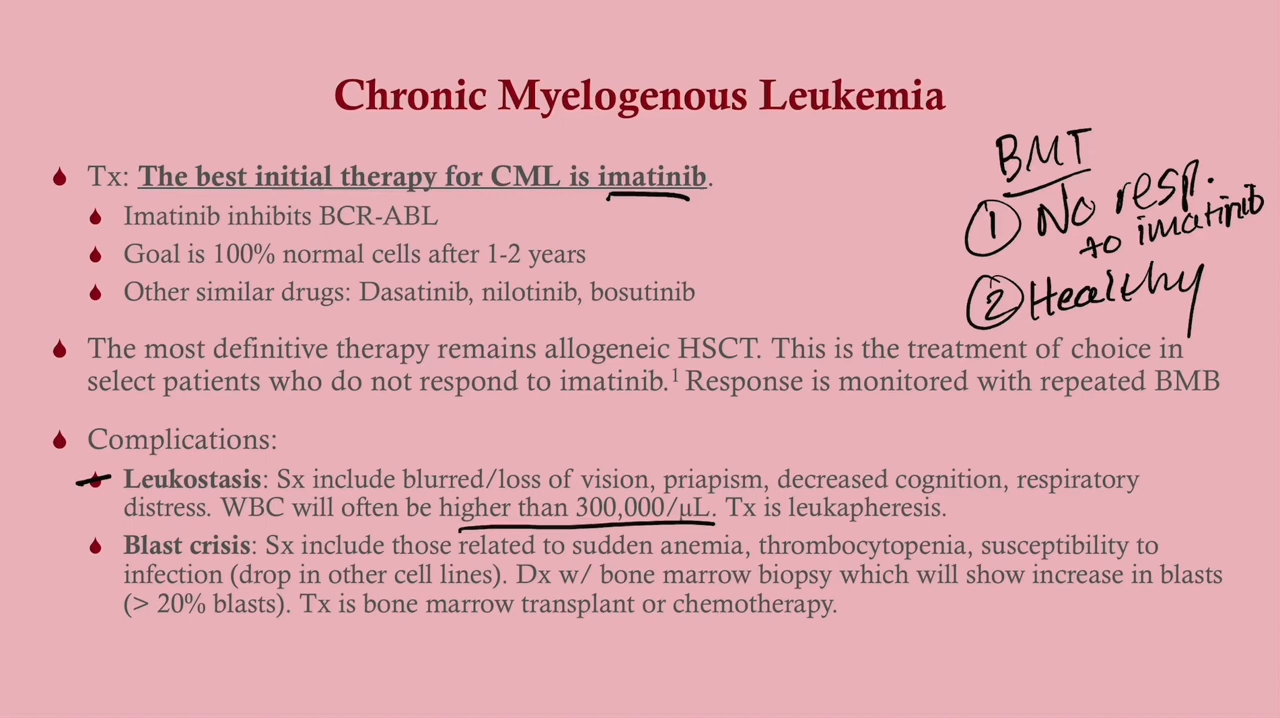 Chronic Myelogenous Leukemia
Tx: The best initial therapy for CML is imatinib.
Imatinib inhibits BCR-ABL
Goal is 100% normal cells after 1-2 years
Other similar drugs: Dasatinib, nilotinib, bosutinib
BMT
① No resp.
to imatinib
② Healthy
The most definitive therapy remains allogeneic HSCT. This is the treatment of choice in
select patients who do not respond to imatinib.¹ Response is monitored with repeated BMB
Complications:
Leukostasis: Sx include blurred/loss of vision, priapism, decreased cognition, respiratory
distress. WBC will often be higher than 300,000/μL. Tx is leukapheresis.
Blast crisis: Sx include those related to sudden anemia, thrombocytopenia, susceptibility to
infection (drop in other cell lines). Dx w/ bone marrow biopsy which will show increase in blasts
(> 20% blasts). Tx is bone marrow transplant or chemotherapy.